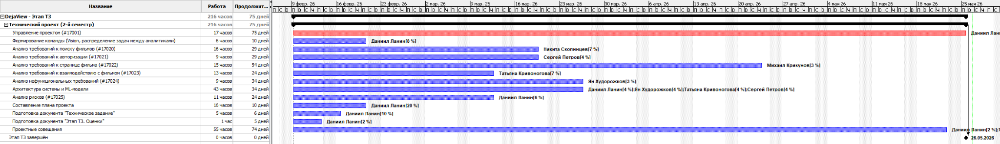 Название Работа Продолжит... 9 февр. 26 16 февр. 26 23 февр. 26 2 мар. 26 9 мар. 26 16 мар. 26 23 мар. 26 30 мар. 26 6 апр. 26 13 апр. 26 20 апр. 26 27 апр. 26 4 мая 26 11 мая 26 18 мая 26 25 мая 26
DejaView - Этап ТЗ 216 часов 75 дней
Технический проект (2-й семестр) 216 часов 75 дней
Управление проектом (#17001) 17 часов 75 дней Даниил Лан
Формирование команды (Vision, распределение задач между аналитиками) 6 часов 10 дней Даниил Ланин[8 %]
Анализ требований к поиску фильмов (#17020) 16 часов 29 дней Никита Скопинцев[7 %]
Анализ требований к авторизации (#17021) 9 часов 29 дней Сергей Петров[4 %]
Анализ требований к странице фильма (#17022) 15 часов 54 дней Михаил Крикунов[3 %]
Анализ требований к взаимодействию с фильмом (#17023) 13 часов 24 дней Татьяна Кривоногова[7 %]
Анализ нефункциональных требований (#17024) 9 часов 34 дней Ян Худорожков[3 %]
Архитектура системы и ML-модели 43 часов 34 дней Даниил Ланин[4 %];Ян Худорожков[4 %];Татьяна Кривоногова[4 %];Сергей Петров[4 %]
Анализ рисков (#17025) 11 часов 24 дней Даниил Ланин[6 %]
Составление плана проекта 16 часов 10 дней Даниил Ланин[20 %]
Подготовка документа "Техническое задание" 5 часов 6 дней Даниил Ланин[10 %]
Подготовка документа "Этап ТЗ. Оценки" 1 час 5 дней Даниил Ланин[2 %]
Проектные совещания 55 часов 74 дней Даниил Ланин[2 %];Т
Этап ТЗ завершён 0 часов 0 дней 26.05.2026